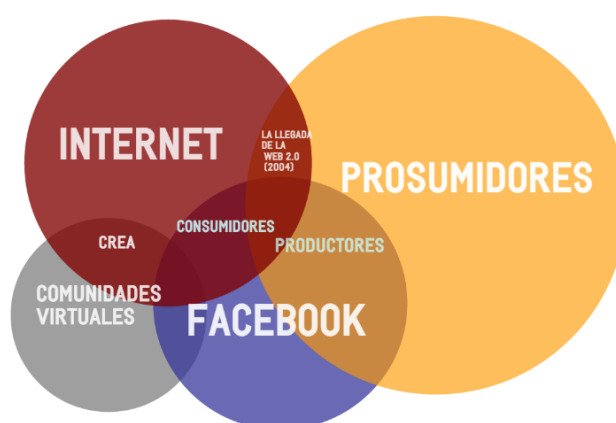 INTERNET
LA LLEGADA
DE LA
WEB 2.0
(2004)
PROSUMIDORES
CONSUMIDORES
CREA
PRODUCTORES
COMUNIDADES
VIRTUALES
FACEBOOK